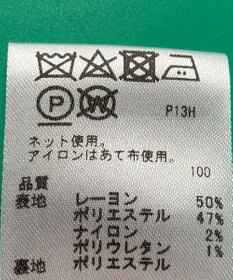 P W
P13H
ネット使用。
アイロンはあて布使用。
100
品質
表地 レーヨン 50%
ポリエステル 47%
ナイロン 2%
ポリウレタン 1%
裏地 ポリエステル